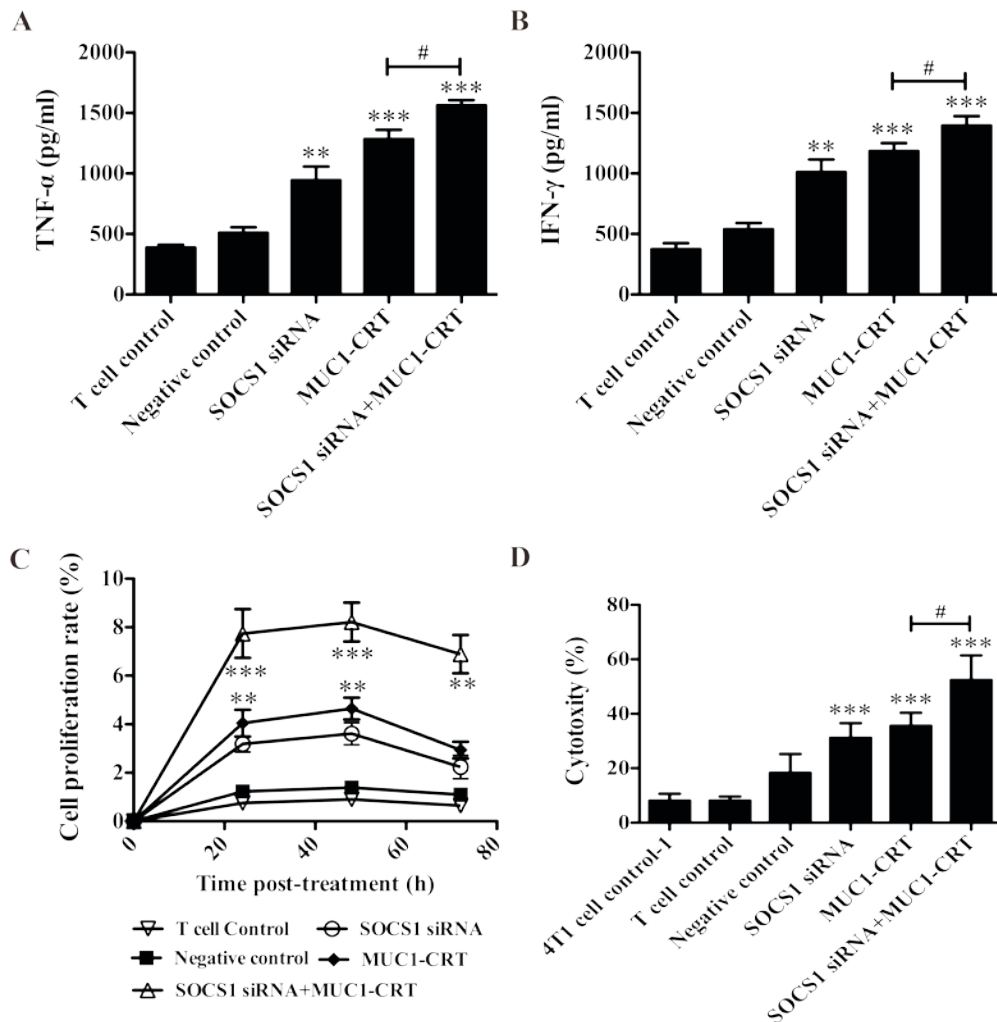 A
2000
1500
1000
500
0
TNF-α (pg/ml)
#
**
***
***
T cell control
Negative control
SOCS1 siRNA
MUC1-CRT
SOCS1 siRNA+MUC1-CRT
B
2000
1500
1000
500
0
IFN-γ (pg/ml)
#
**
***
***
T cell control
Negative control
SOCS1 siRNA
MUC1-CRT
SOCS1 siRNA+MUC1-CRT
C
10
8
6
4
2
0
Cell proliferation rate (%)
***
***
**
**
**
0
20
40
60
80
Time post-treatment (h)
T cell Control
SOCS1 siRNA
Negative control
MUC1-CRT
SOCS1 siRNA+MUC1-CRT
D
80
60
40
20
0
Cytotoxity (%)
#
***
***
***
4T1 cell control-1
T cell control
Negative control
SOCS1 siRNA
MUC1-CRT
SOCS1 siRNA+MUC1-CRT